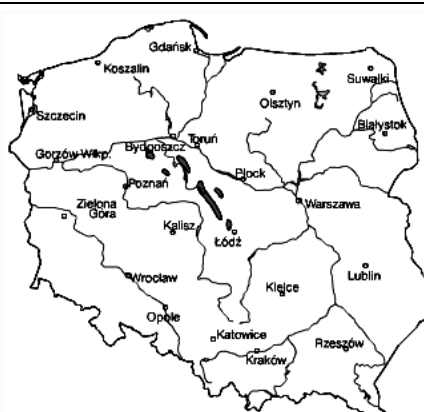 Gdańsk
Koszalin
Suwałki
Olsztyn
Szczecin
Białystok
Bydgoszcz
Toruń
Gorzów Wlkp.
Płock
Poznań
Warszawa
Zielona
Góra
Kalisz
Łódź
Lublin
Wrocław
Kielce
Opole
Katowice
Rzeszów
Kraków